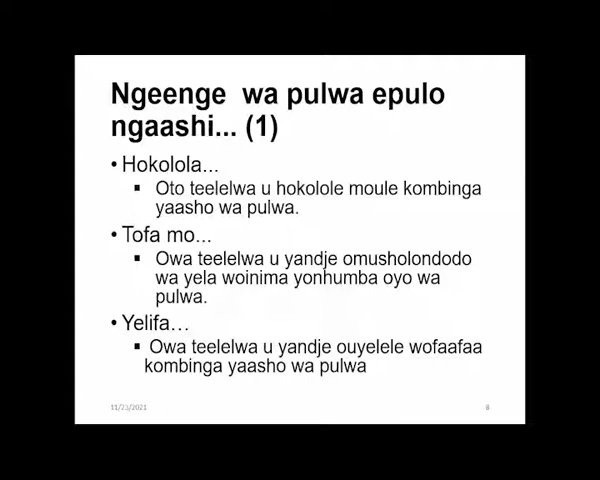 Ngeenge wa pulwa epulo
ngaashi... (1)
• Hokolola...
▪ Oto teelelwa u hokolole moule kombinga
yaasho wa pulwa.
• Tofa mo...
▪ Owa teelelwa u yandje omusholondodo
wa yela woinima yonhumba oyo wa
pulwa.
• Yelifa…
▪ Owa teelelwa u yandje ouyelele wofaafaa
kombinga yaasho wa pulwa
11/23/2021
8